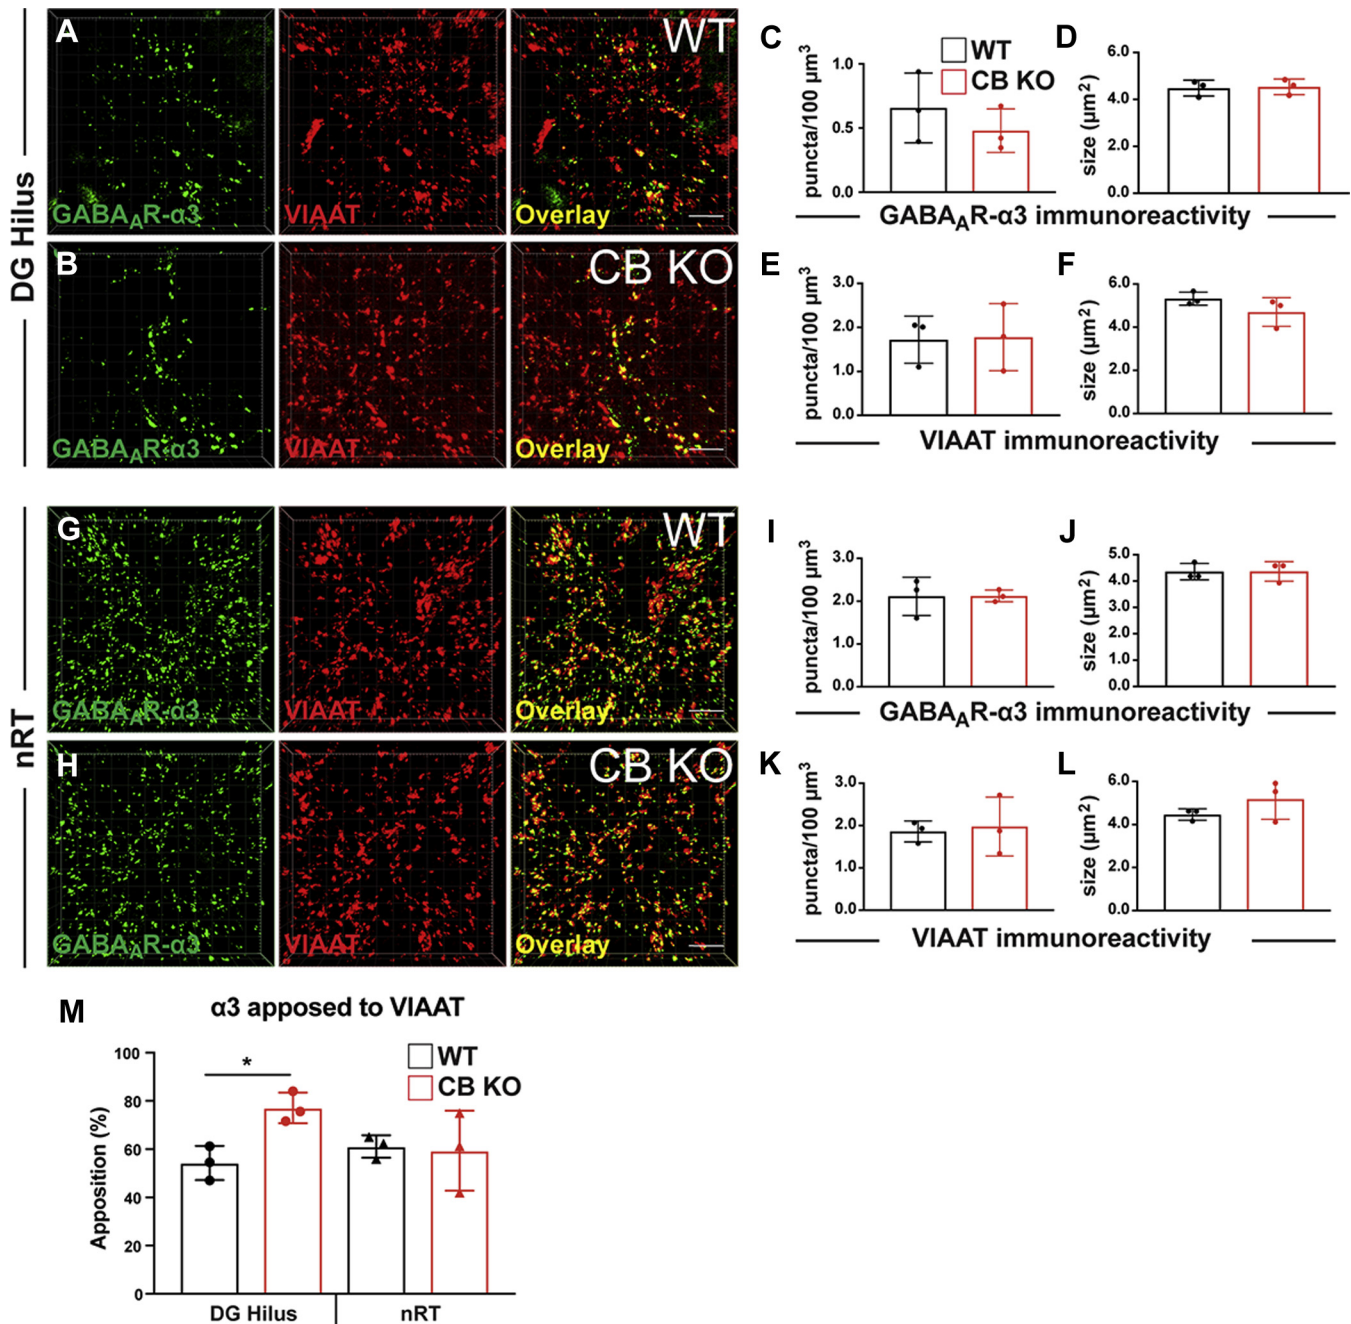 DG Hilus
A
WT
GABAAR-α3
VIAAT
Overlay
B
CB KO
GABAAR-α3
VIAAT
Overlay
C
WT
CB KO
puncta/100 µm³
1.0
0.5
0.0
D
size (µm²)
6.0
4.0
2.0
0.0
GABAAR-α3 immunoreactivity
E
puncta/100 µm³
3.0
2.0
1.0
0.0
F
size (µm²)
6.0
4.0
2.0
0.0
VIAAT immunoreactivity
nRT
G
WT
GABAAR-α3
VIAAT
Overlay
H
CB KO
GABAAR-α3
VIAAT
Overlay
I
puncta/100 µm³
3.0
2.0
1.0
0.0
J
size (µm²)
5.0
4.0
3.0
2.0
1.0
0.0
GABAAR-α3 immunoreactivity
K
puncta/100 µm³
3.0
2.0
1.0
0.0
L
size (µm²)
6.0
4.0
2.0
0.0
VIAAT immunoreactivity
M
α3 apposed to VIAAT
WT
CB KO
*
Apposition (%)
100
80
60
40
20
0
DG Hilus
nRT